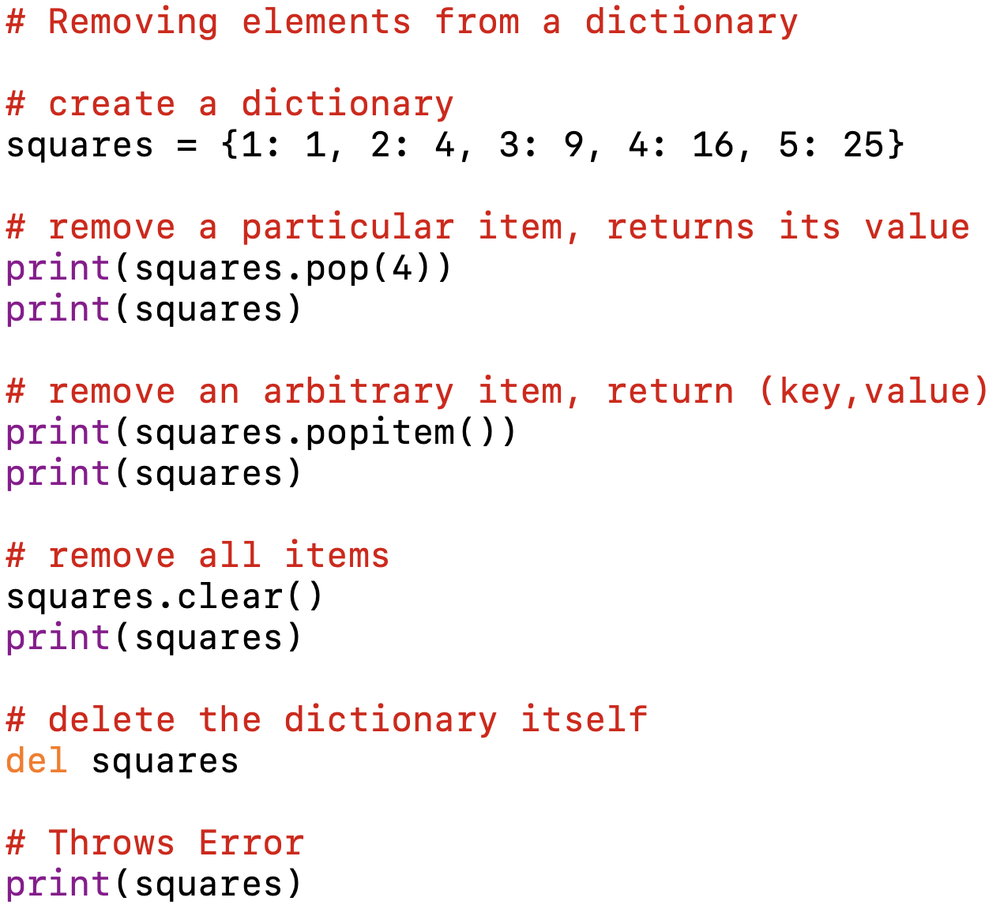 # Removing elements from a dictionary
# create a dictionary
squares = {1: 1, 2: 4, 3: 9, 4: 16, 5: 25}
# remove a particular item, returns its value
print(squares.pop(4))
print(squares)
# remove an arbitrary item, return (key,value)
print(squares.popitem())
print(squares)
# remove all items
squares.clear()
print(squares)
# delete the dictionary itself
del squares
# Throws Error
print(squares)